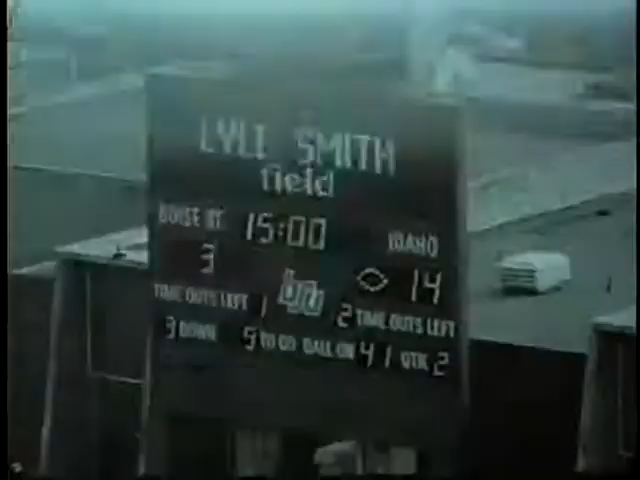 LYLE SMITH
field
BOISE ST. 15:00 IDAHO
3 14
TIME OUTS LEFT 1 2 TIME OUTS LEFT
3 DOWN 5 TO GO BALL ON 41 QTR 2